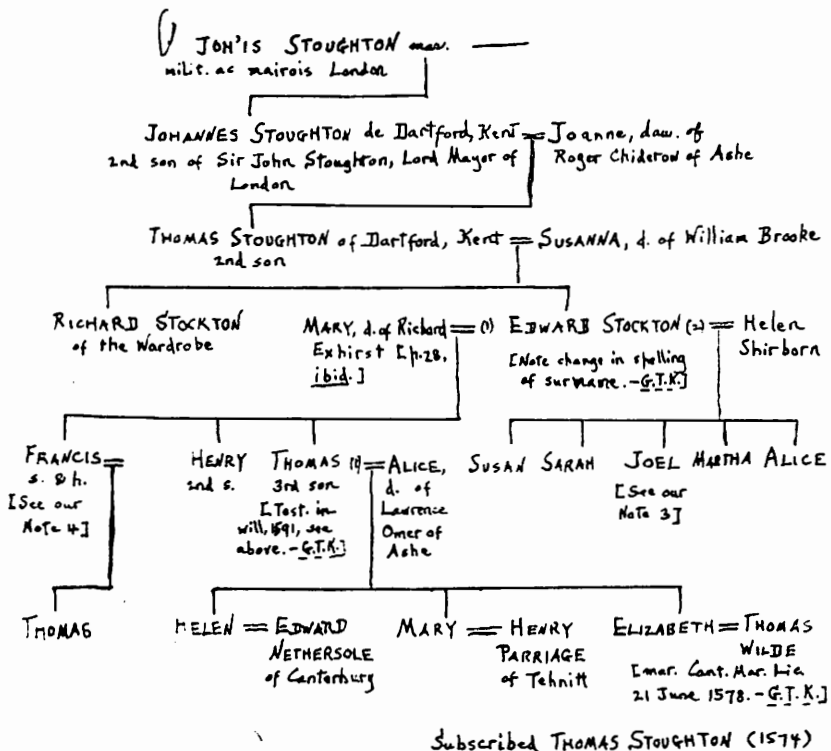 JOH'IS STOUGHTON mar.
milit. ac mairois London
JOHANNES STOUGHTON de Dartford, Kent = Joanne, daw. of
2nd son of Sir John Stoughton, Lord Mayor of Roger Chiderow of Ashe
London
THOMAS STOUGHTON of Dartford, Kent = SUSANNA, d. of William Brooke
2nd son
RICHARD STOCKTON MARY, d. of Richard = (1) EDWARD STOCKTON (2) = Helen
of the Wardrobe Exhirst [p.28, [Note change in spelling Shirborn
ibid.] of surname.-G.T.K.]
FRANCIS = HENRY THOMAS (1) = ALICE, SUSAN SARAH JOEL MARTHA ALICE
s. & h. 2nd s. 3rd son d. of [See our
[See our [Test. in Lawrence Note 3]
Note 4] will, 1591, see Omer of
above.-G.T.K.] Ashe
THOMAS HELEN = EDWARD MARY = HENRY ELIZABETH = THOMAS
NETHERSOLE PARRIAGE WILDE
of Canterburg of Tehnitt [mar. Cant. Mar. Lic.
21 June 1578.-G.T.K.]
Subscribed THOMAS STOUGHTON (1574)